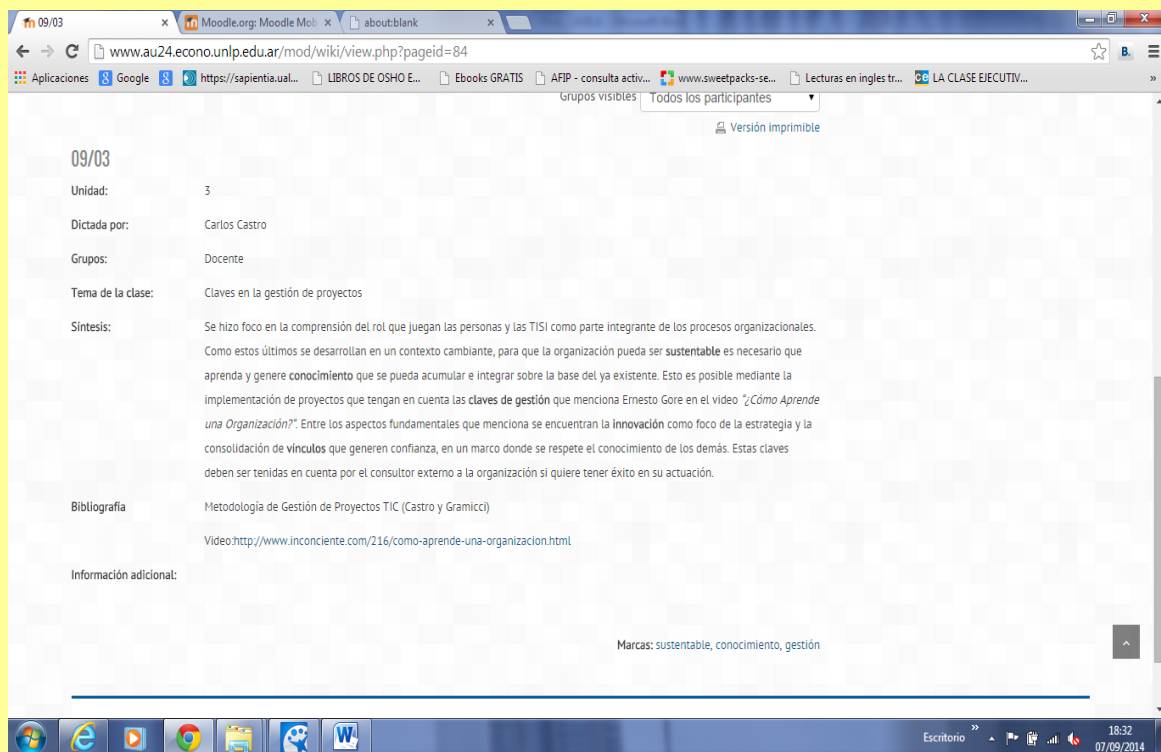 09/03
Moodle.org: Moodle Mob
about:blank
www.au24.econo.unlp.edu.ar/mod/wiki/view.php?pageid=84
B.
Aplicaciones
Google
https://sapientia.ual...
LIBROS DE OSHO E...
Ebooks GRATIS
AFIP - consulta activ...
www.sweetpacks-se...
Lecturas en ingles tr...
CE LA CLASE EJECUTIV...
»
Grupos visibles Todos los participantes
Versión imprimible
09/03
Unidad: 3
Dictada por: Carlos Castro
Grupos: Docente
Tema de la clase: Claves en la gestión de proyectos
Síntesis: Se hizo foco en la comprensión del rol que juegan las personas y las TISI como parte integrante de los procesos organizacionales.
Como estos últimos se desarrollan en un contexto cambiante, para que la organización pueda ser sustentable es necesario que
aprenda y genere conocimiento que se pueda acumular e integrar sobre la base del ya existente. Esto es posible mediante la
implementación de proyectos que tengan en cuenta las claves de gestión que menciona Ernesto Gore en el video "¿Cómo Aprende
una Organización?". Entre los aspectos fundamentales que menciona se encuentran la innovación como foco de la estrategia y la
consolidación de vínculos que generen confianza, en un marco donde se respete el conocimiento de los demás. Estas claves
deben ser tenidas en cuenta por el consultor externo a la organización si quiere tener éxito en su actuación.
Bibliografía Metodología de Gestión de Proyectos TIC (Castro y Gramicci)
Video:http://www.inconciente.com/216/como-aprende-una-organizacion.html
Información adicional:
Marcas: sustentable, conocimiento, gestión
Escritorio »
18:32
07/09/2014